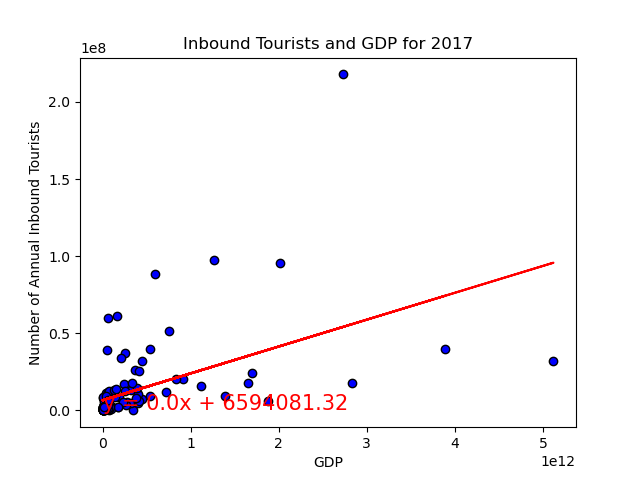 Inbound Tourists and GDP for 2017
1e8
Number of Annual Inbound Tourists
2.0
1.5
1.0
0.5
0.0
y = 0.0x + 6594081.32
0
1
2
3
4
5
1e12
GDP